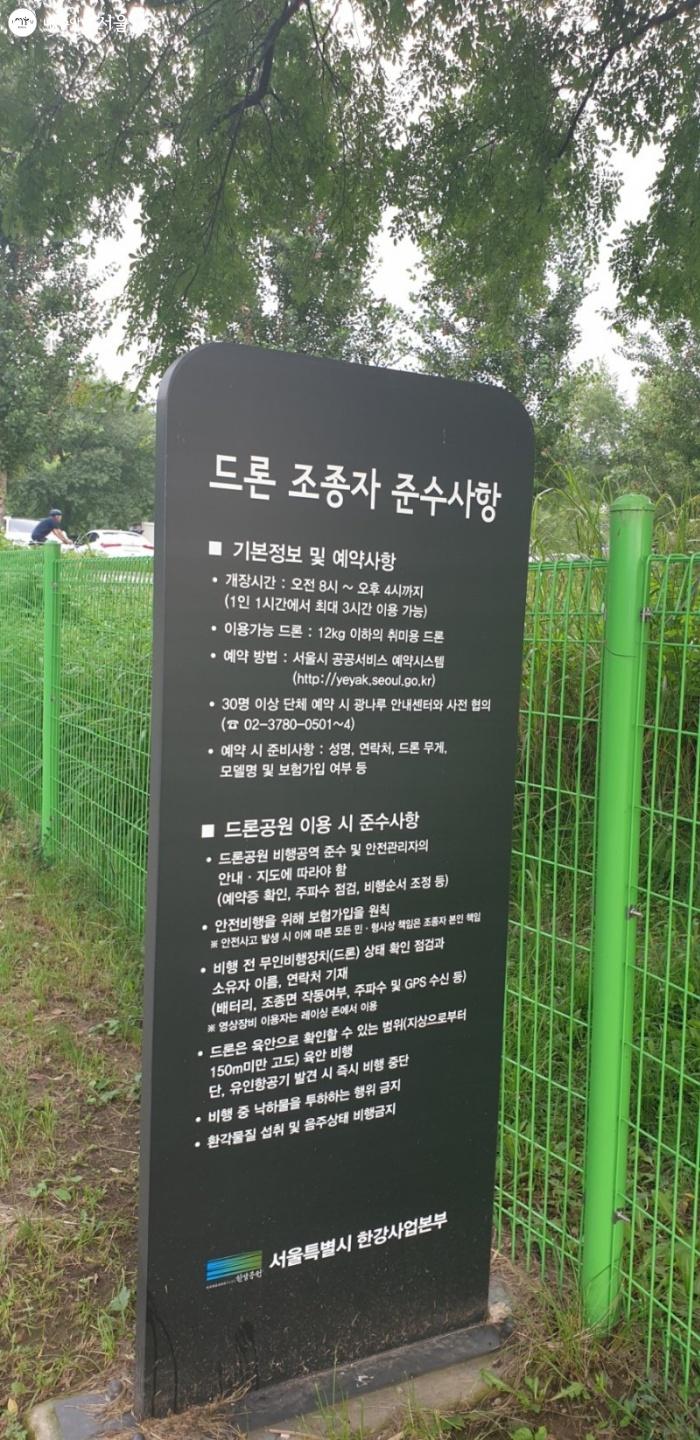 드론 조종자 준수사항
■ 기본정보 및 예약사항
• 개장시간 : 오전 8시 ~ 오후 4시까지
(1인 1시간에서 최대 3시간 이용 가능)
• 이용가능 드론 : 12kg 이하의 취미용 드론
• 예약 방법 : 서울시 공공서비스 예약시스템
(http://yeyak.seoul.go.kr)
• 30명 이상 단체 예약 시 광나루 안내센터와 사전 협의
(☎ 02-3780-0501~4)
• 예약 시 준비사항 : 성명, 연락처, 드론 무게,
모델명 및 보험가입 여부 등
■ 드론공원 이용 시 준수사항
• 드론공원 비행공역 준수 및 안전관리자의
안내 · 지도에 따라야 함
(예약증 확인, 주파수 점검, 비행순서 조정 등)
• 안전비행을 위해 보험가입을 원칙
※ 안전사고 발생 시 이에 따른 모든 민 · 형사상 책임은 조종자 본인 책임
• 비행 전 무인비행장치(드론) 상태 확인 점검과
소유자 이름, 연락처 기재
(배터리, 조종면 작동여부, 주파수 및 GPS 수신 등)
※ 영상장비 이용자는 레이싱 존에서 이용
• 드론은 육안으로 확인할 수 있는 범위(지상으로부터
150m미만 고도) 육안 비행
단, 유인항공기 발견 시 즉시 비행 중단
• 비행 중 낙하물을 투하하는 행위 금지
• 환각물질 섭취 및 음주상태 비행금지
한강공원 서울특별시 한강사업본부